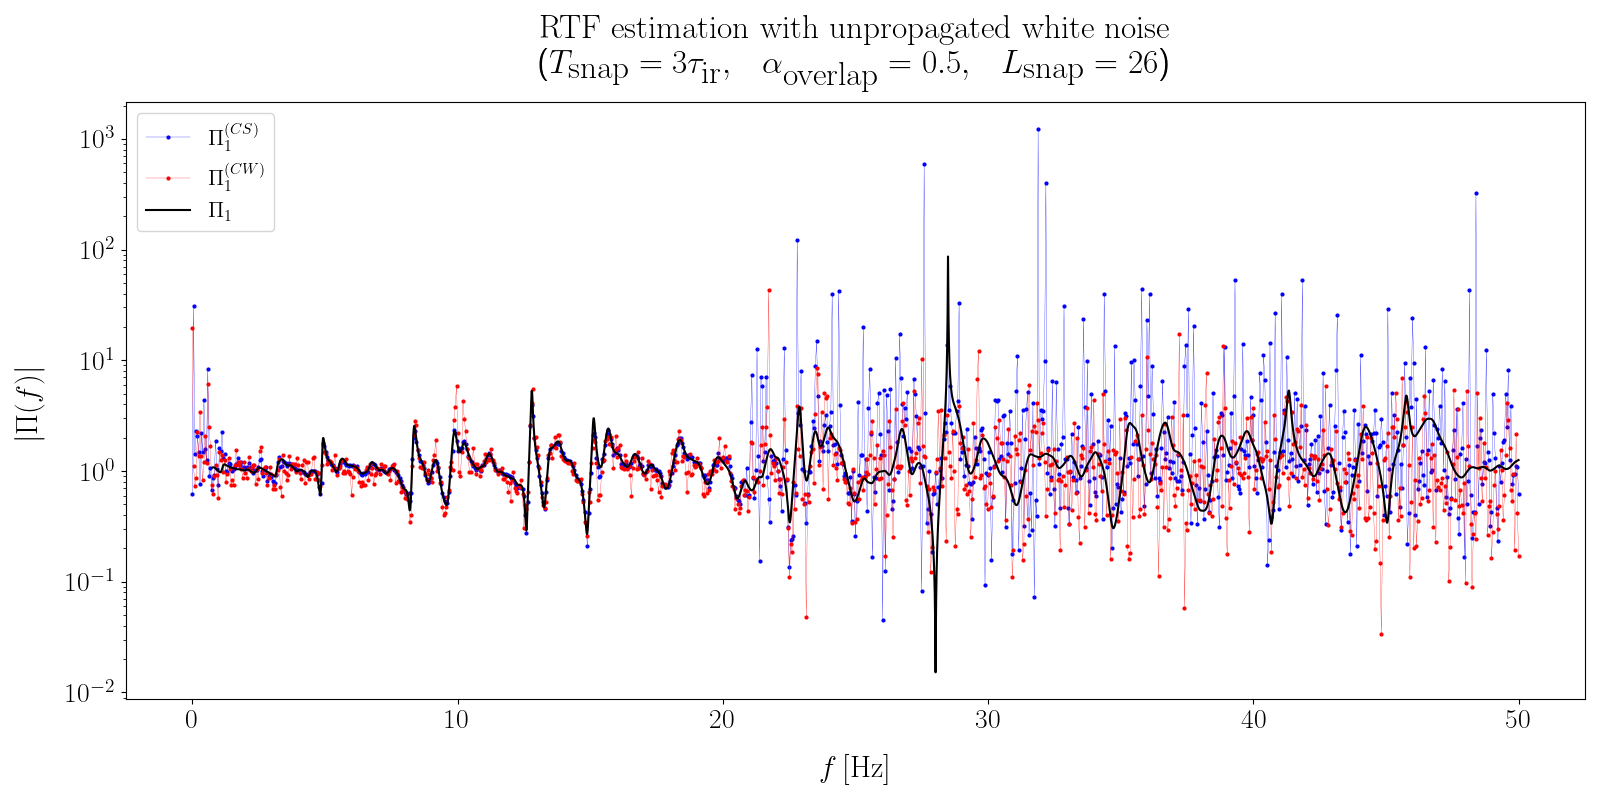 RTF estimation with unpropagated white noise
(T_snap = 3τ_ir, α_overlap = 0.5, L_snap = 26)
Π_1^(CS)
Π_1^(CW)
Π_1
10^3
10^2
10^1
10^0
10^−1
10^−2
|Π(f)|
0 10 20 30 40 50
f [Hz]